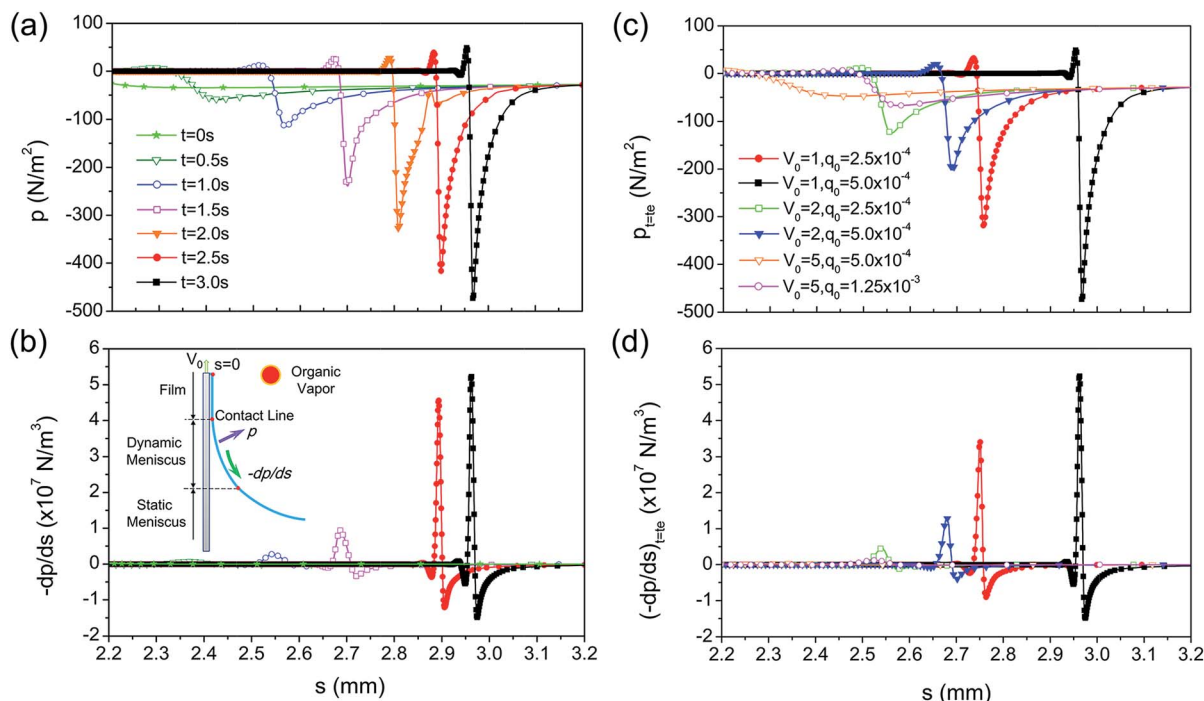 (a)
100
0
-100
-200
-300
-400
-500
p (N/m²)
t=0s
t=0.5s
t=1.0s
t=1.5s
t=2.0s
t=2.5s
t=3.0s
(b)
6
5
4
3
2
1
0
-1
-2
-dp/ds (x10⁷ N/m³)
V₀
s=0
Film
Contact Line
p
Dynamic
Meniscus
-dp/ds
Static
Meniscus
Organic
Vapor
2.2 2.3 2.4 2.5 2.6 2.7 2.8 2.9 3.0 3.1 3.2
s (mm)
(c)
100
0
-100
-200
-300
-400
-500
pₜ₌ₜₑ (N/m²)
V₀=1,q₀=2.5x10⁻⁴
V₀=1,q₀=5.0x10⁻⁴
V₀=2,q₀=2.5x10⁻⁴
V₀=2,q₀=5.0x10⁻⁴
V₀=5,q₀=5.0x10⁻⁴
V₀=5,q₀=1.25x10⁻³
(d)
6
5
4
3
2
1
0
-1
-2
(-dp/ds)ₜ₌ₜₑ (x10⁷ N/m³)
2.2 2.3 2.4 2.5 2.6 2.7 2.8 2.9 3.0 3.1 3.2
s (mm)